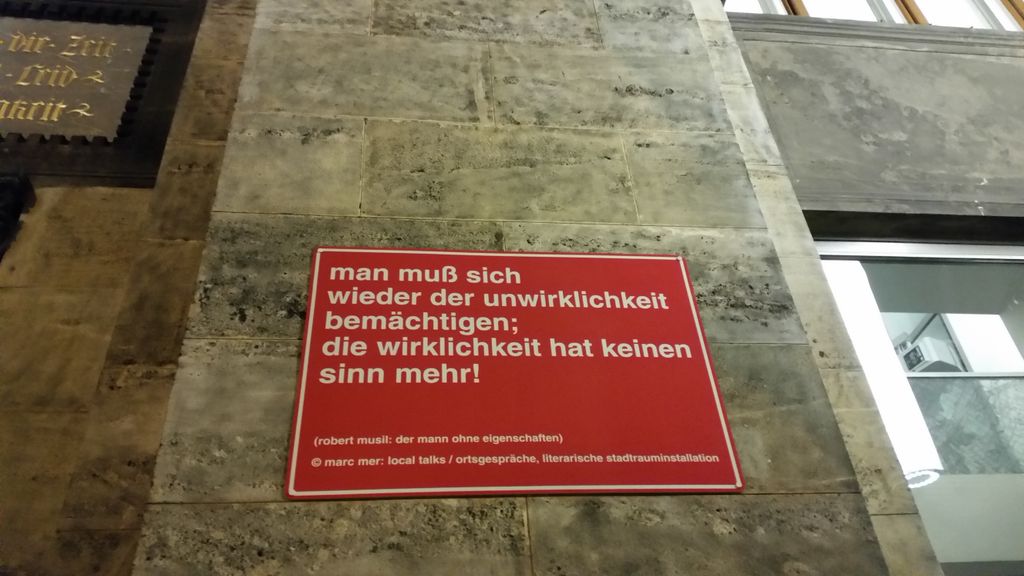 die Zeit
Leid
man muß sich
wieder der unwirklichkeit
bemächtigen;
die wirklichkeit hat keinen
sinn mehr!
(robert musil: der mann ohne eigenschaften)
© marc mer: local talks / ortsgespräche, literarische stadtrauminstallation